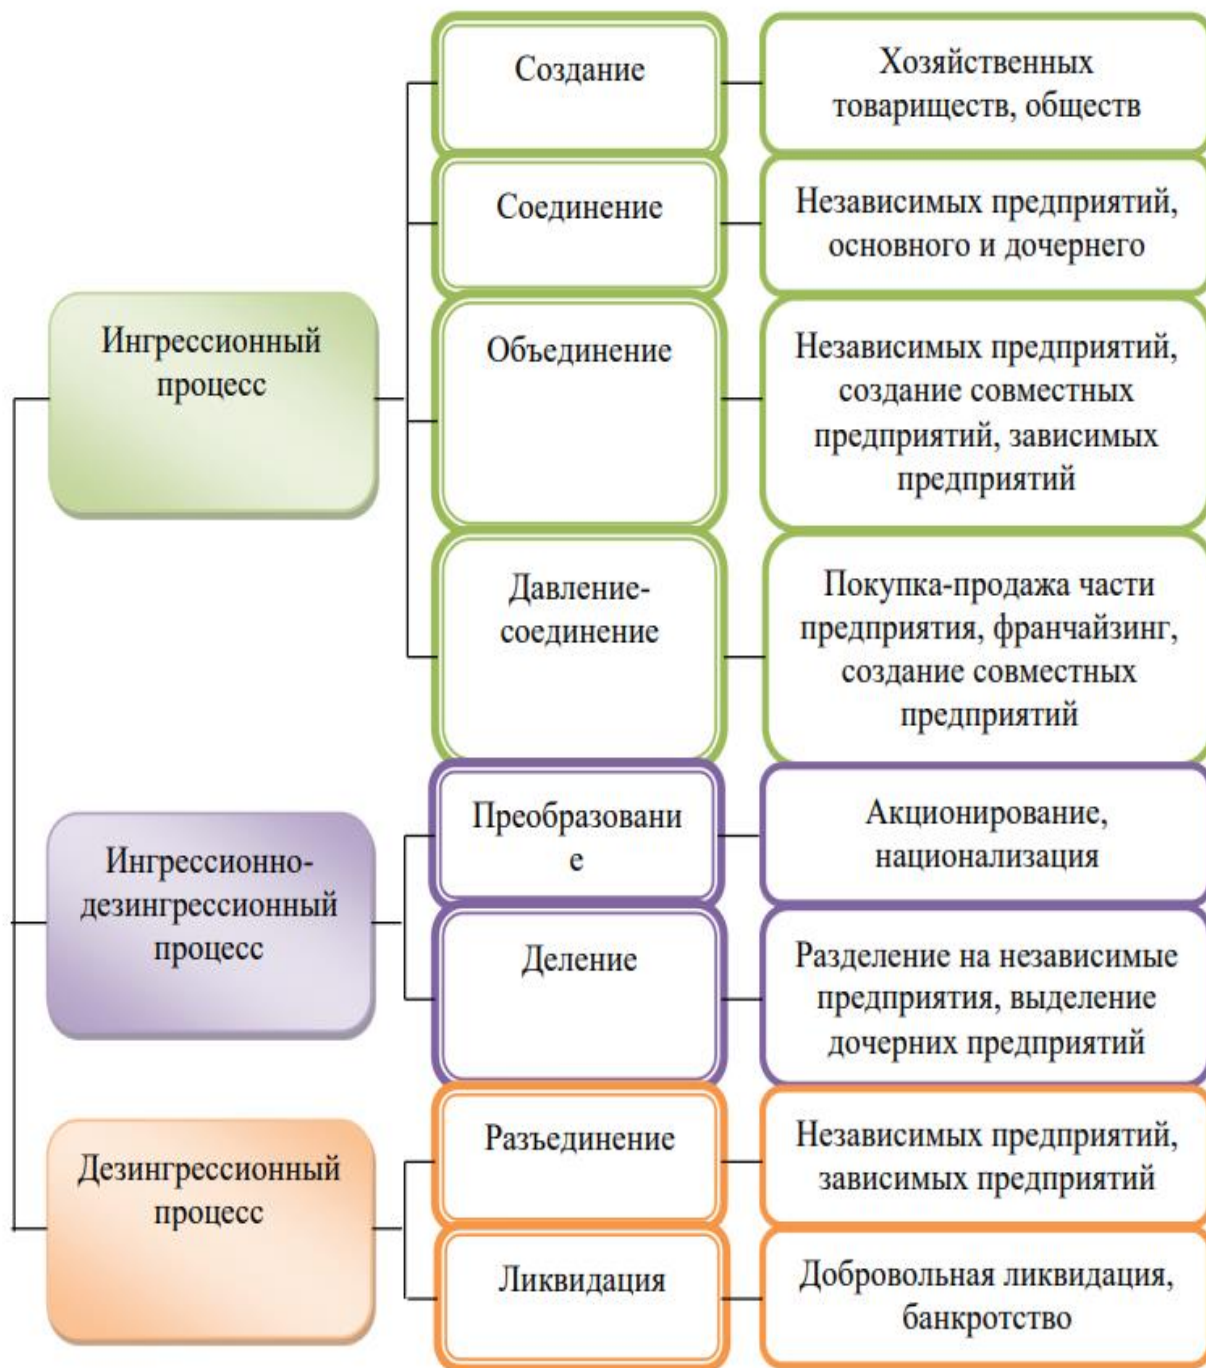 Ингрессионный
процесс
Создание
Хозяйственных
товариществ, обществ
Соединение
Независимых предприятий,
основного и дочернего
Объединение
Независимых предприятий,
создание совместных
предприятий, зависимых
предприятий
Давление-
соединение
Покупка-продажа части
предприятия, франчайзинг,
создание совместных
предприятий
Ингрессионно-
дезингрессионный
процесс
Преобразовани
е
Акционирование,
национализация
Деление
Разделение на независимые
предприятия, выделение
дочерних предприятий
Дезингрессионный
процесс
Разъединение
Независимых предприятий,
зависимых предприятий
Ликвидация
Добровольная ликвидация,
банкротство